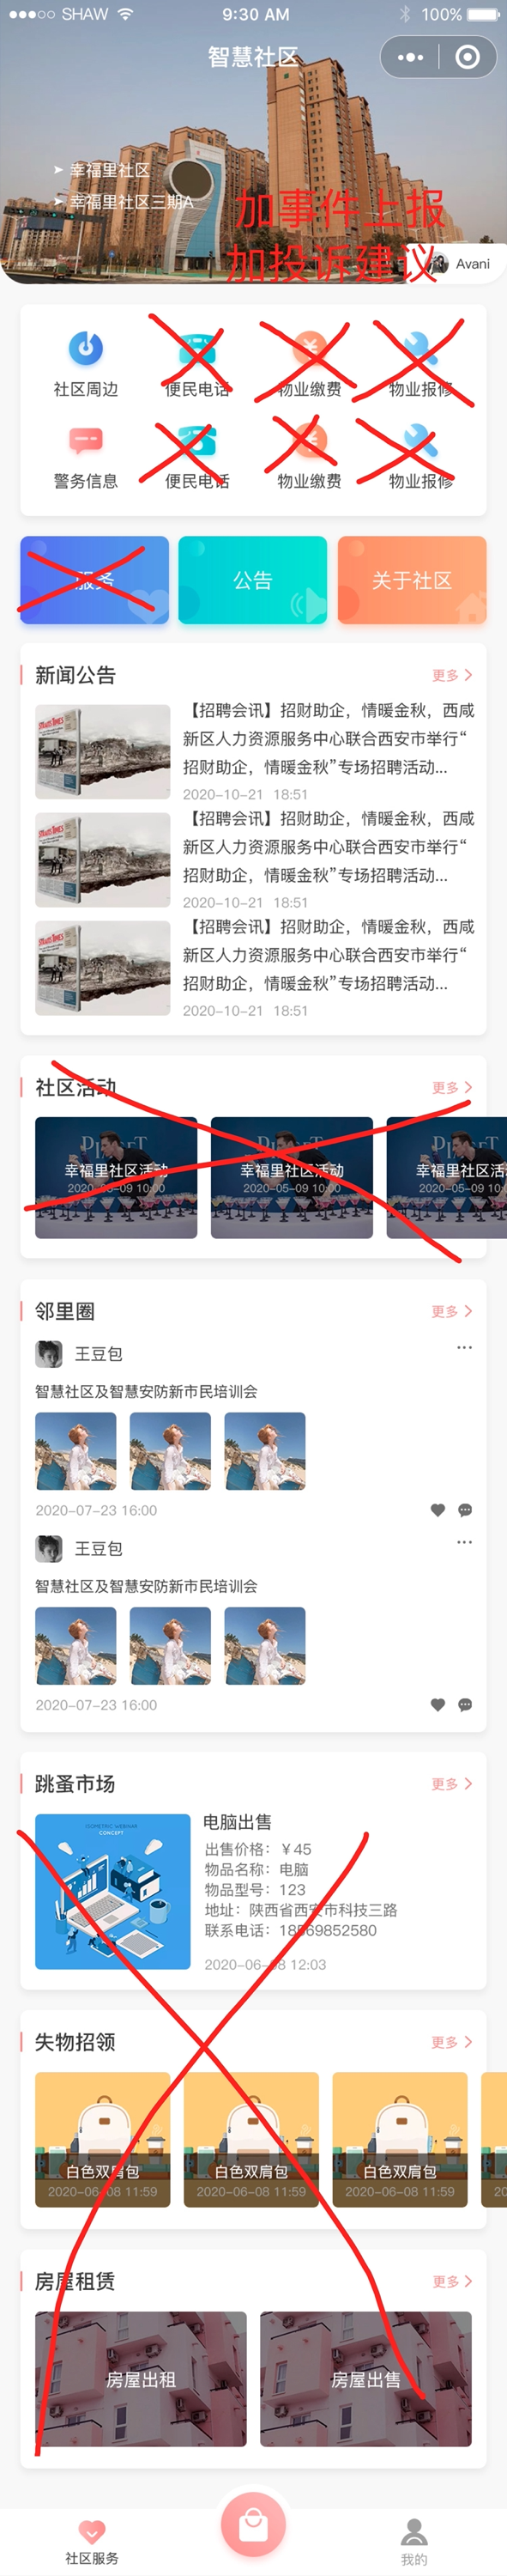 SHAW 9:30 AM 100%
智慧社区
幸福里社区
幸福里社区三期A
加事件上报
加投诉建议
Avani
社区周边 便民电话 物业缴费 物业报修
警务信息 便民电话 物业缴费 物业报修
服务 公告 关于社区
新闻公告 更多
【招聘会讯】招财助企，情暖金秋，西咸
新区人力资源服务中心联合西安市举行“
招财助企，情暖金秋”专场招聘活动...
2020-10-21 18:51
【招聘会讯】招财助企，情暖金秋，西咸
新区人力资源服务中心联合西安市举行“
招财助企，情暖金秋”专场招聘活动...
2020-10-21 18:51
【招聘会讯】招财助企，情暖金秋，西咸
新区人力资源服务中心联合西安市举行“
招财助企，情暖金秋”专场招聘活动...
2020-10-21 18:51
社区活动 更多
幸福里社区活动 幸福里社区活动 幸福里社区活
2020-05-09 10:00 2020-05-09 10:00 2020-05-09 10:0
邻里圈 更多
王豆包
智慧社区及智慧安防新市民培训会
2020-07-23 16:00
王豆包
智慧社区及智慧安防新市民培训会
2020-07-23 16:00
跳蚤市场 更多
ISOMETRIC WEBINAR
CONCEPT
电脑出售
出售价格：￥45
物品名称：电脑
物品型号：123
地址：陕西省西安市科技三路
联系电话：18569852580
2020-06-08 12:03
失物招领 更多
白色双肩包 白色双肩包 白色双肩包
2020-06-08 11:59 2020-06-08 11:59 2020-06-08 11:59 20
房屋租赁 更多
房屋出租 房屋出售
社区服务 我的